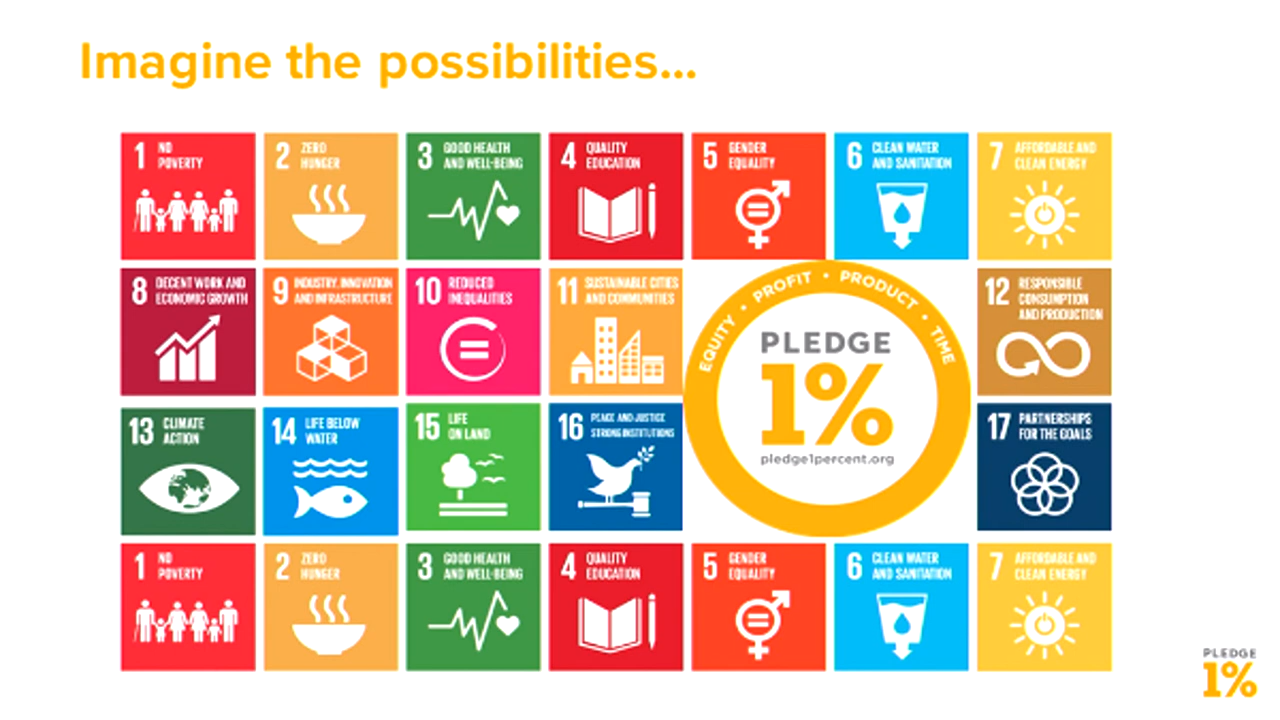 Imagine the possibilities...
1 NO
POVERTY
2 ZERO
HUNGER
3 GOOD HEALTH
AND WELL-BEING
4 QUALITY
EDUCATION
5 GENDER
EQUALITY
6 CLEAN WATER
AND SANITATION
7 AFFORDABLE AND
CLEAN ENERGY
8 DECENT WORK AND
ECONOMIC GROWTH
9 INDUSTRY, INNOVATION
AND INFRASTRUCTURE
10 REDUCED
INEQUALITIES
11 SUSTAINABLE CITIES
AND COMMUNITIES
EQUITY • PROFIT • PRODUCT • TIME
PLEDGE
1%
pledge1percent.org
12 RESPONSIBLE
CONSUMPTION
AND PRODUCTION
13 CLIMATE
ACTION
14 LIFE BELOW
WATER
15 LIFE
ON LAND
16 PEACE AND JUSTICE
STRONG INSTITUTIONS
17 PARTNERSHIPS
FOR THE GOALS
1 NO
POVERTY
2 ZERO
HUNGER
3 GOOD HEALTH
AND WELL-BEING
4 QUALITY
EDUCATION
5 GENDER
EQUALITY
6 CLEAN WATER
AND SANITATION
7 AFFORDABLE AND
CLEAN ENERGY
PLEDGE
1%